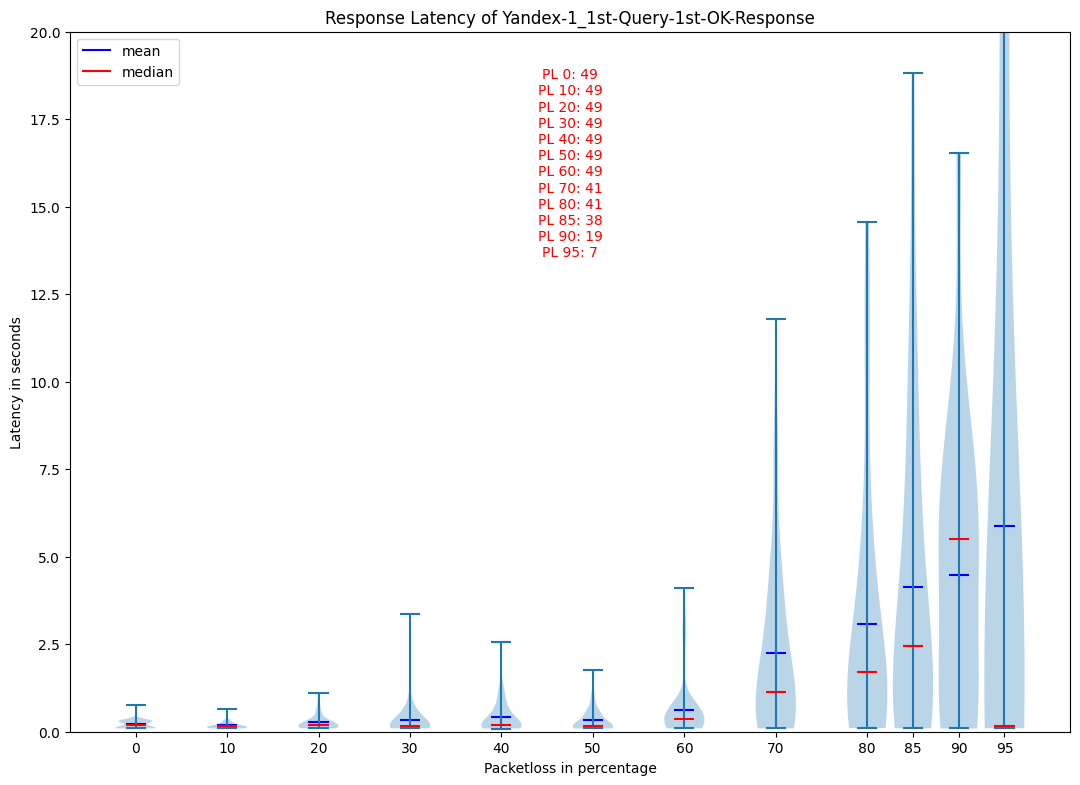 Response Latency of Yandex-1_1st-Query-1st-OK-Response
mean
median
PL 0: 49
PL 10: 49
PL 20: 49
PL 30: 49
PL 40: 49
PL 50: 49
PL 60: 49
PL 70: 41
PL 80: 41
PL 85: 38
PL 90: 19
PL 95: 7
Latency in seconds
20.0
17.5
15.0
12.5
10.0
7.5
5.0
2.5
0.0
0 10 20 30 40 50 60 70 80 85 90 95
Packetloss in percentage